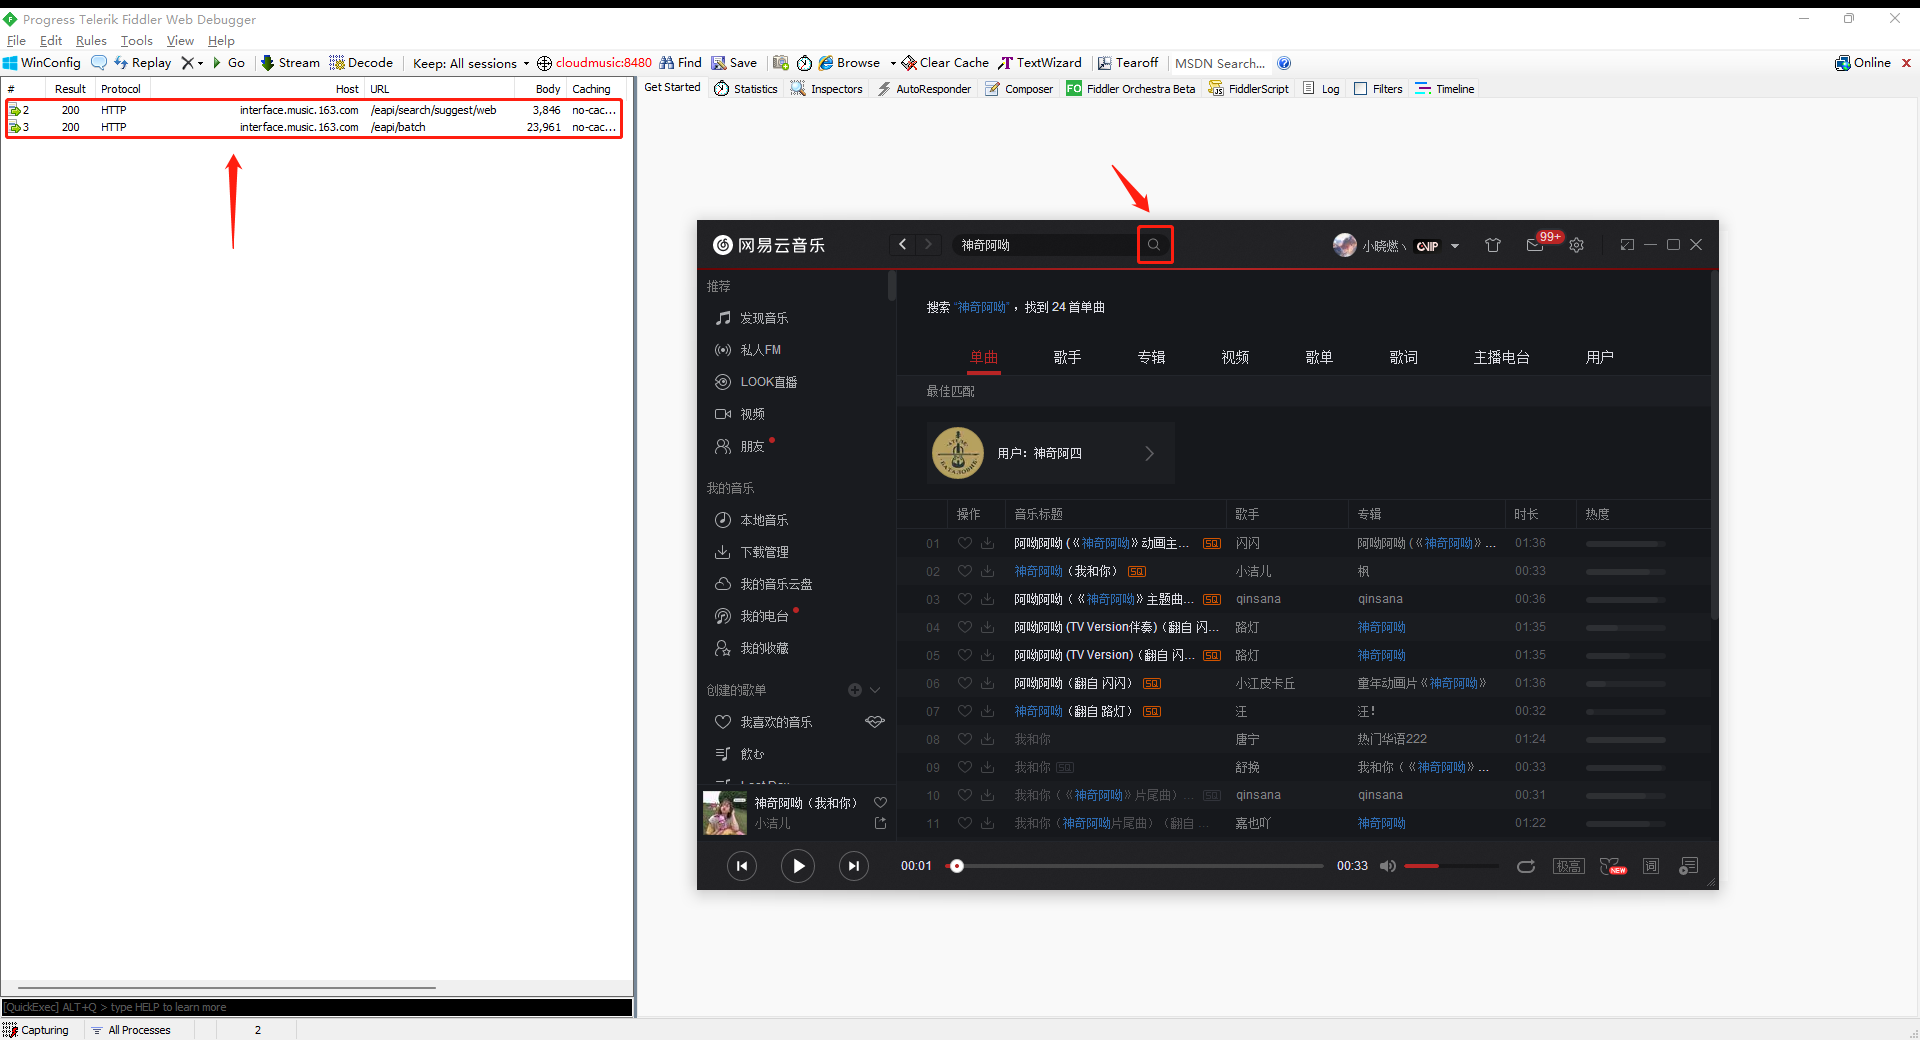 Progress Telerik Fiddler Web Debugger
File Edit Rules Tools View Help
WinConfig Replay Go Stream Decode Keep: All sessions cloudmusic:8480 Find Save Browse Clear Cache TextWizard Tearoff MSDN Search... Online
Get Started Statistics Inspectors AutoResponder Composer FO Fiddler Orchestra Beta FiddlerScript Log Filters Timeline
# Result Protocol Host URL Body Caching
2 200 HTTP interface.music.163.com /eapi/search/suggest/web 3,846 no-cac...
3 200 HTTP interface.music.163.com /eapi/batch 23,961 no-cac...
网易云音乐 神奇阿呦 小晓燃丶 CVIP 99+
推荐
发现音乐
私人FM
LOOK直播
视频
朋友
我的音乐
本地音乐
下载管理
我的音乐云盘
我的电台
我的收藏
创建的歌单
我喜欢的音乐
飲む
神奇阿呦（我和你）
小洁儿
搜索 “神奇阿呦” ，找到 24 首单曲
单曲 歌手 专辑 视频 歌单 歌词 主播电台 用户
最佳匹配
用户：神奇阿四
操作 音乐标题 歌手 专辑 时长 热度
01 阿呦阿呦 (《神奇阿呦》动画主... SQ 闪闪 阿呦阿呦 (《神奇阿呦》... 01:36
02 神奇阿呦（我和你） SQ 小洁儿 枫 00:33
03 阿呦阿呦（《神奇阿呦》主题曲... SQ qinsana qinsana 00:36
04 阿呦阿呦 (TV Version伴奏)（翻自 闪... 路灯 神奇阿呦 01:35
05 阿呦阿呦 (TV Version)（翻自 闪... SQ 路灯 神奇阿呦 01:35
06 阿呦阿呦（翻自 闪闪） SQ 小江皮卡丘 童年动画片《神奇阿呦》 01:36
07 神奇阿呦（翻自 路灯） SQ 汪 汪！ 00:32
08 我和你 唐宁 热门华语222 01:24
09 我和你 SQ 舒换 我和你（《神奇阿呦》... 00:33
10 我和你（《神奇阿呦》片尾曲）... SQ qinsana qinsana 00:31
11 我和你（神奇阿呦片尾曲）（翻自 ... 嘉也吖 神奇阿呦 01:22
00:01 00:33 极高 NEW 词
[QuickExec] ALT+Q > type HELP to learn more
Capturing All Processes 2